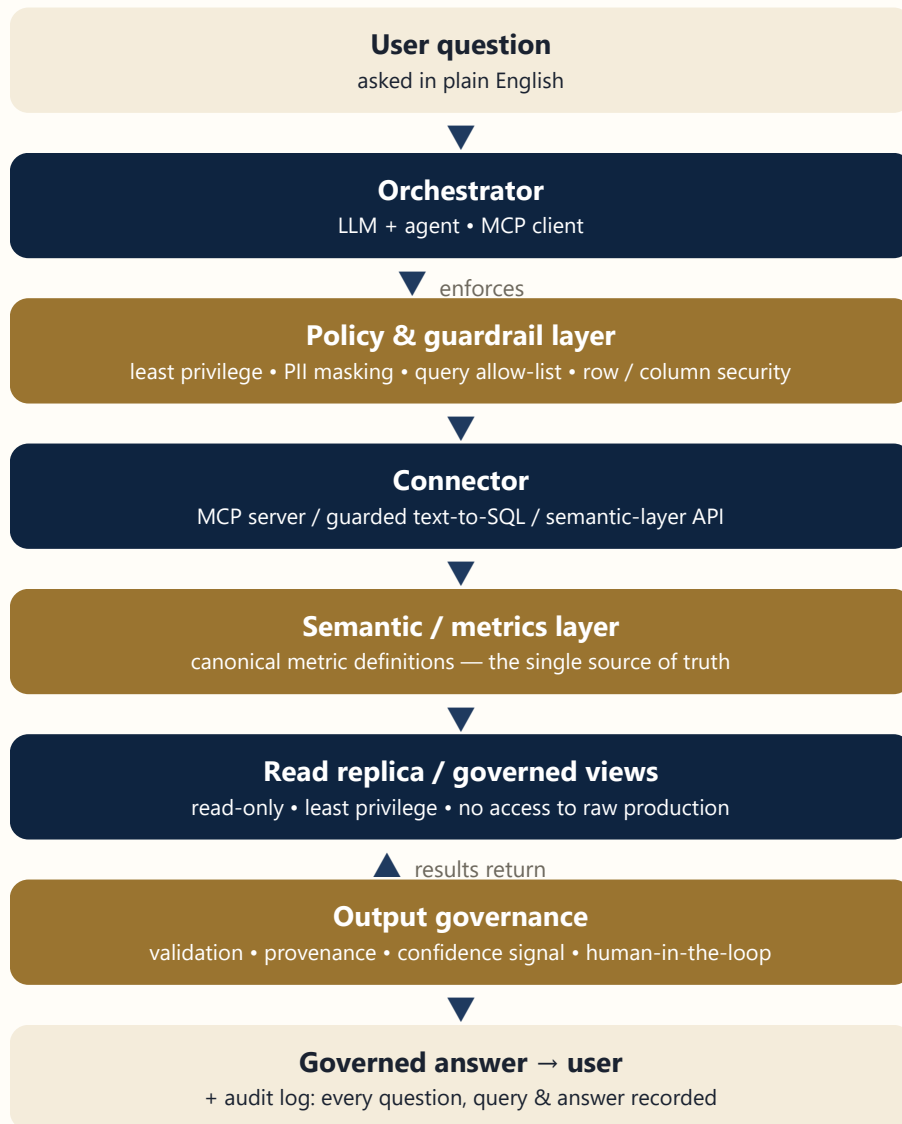 User question
asked in plain English
Orchestrator
LLM + agent • MCP client
enforces
Policy & guardrail layer
least privilege • PII masking • query allow-list • row / column security
Connector
MCP server / guarded text-to-SQL / semantic-layer API
Semantic / metrics layer
canonical metric definitions — the single source of truth
Read replica / governed views
read-only • least privilege • no access to raw production
results return
Output governance
validation • provenance • confidence signal • human-in-the-loop
Governed answer → user
+ audit log: every question, query & answer recorded